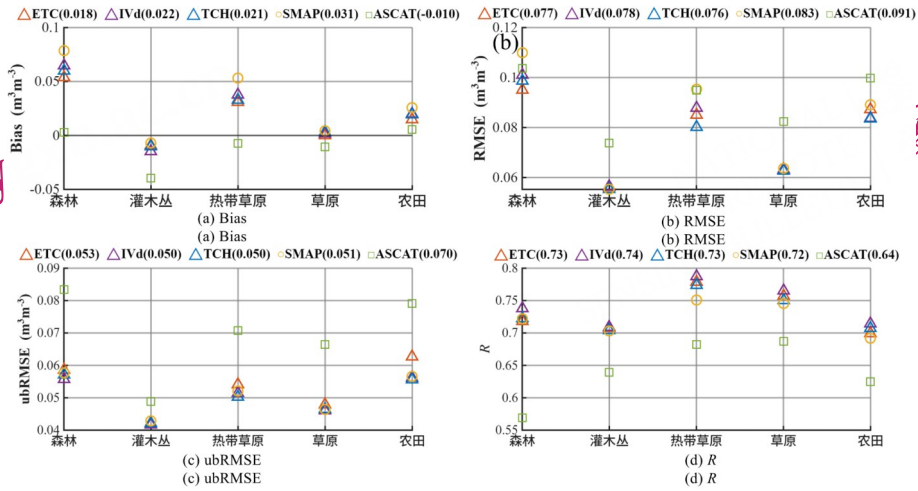 ETC(0.018) IVd(0.022) TCH(0.021) SMAP(0.031) ASCAT(-0.010)
0.1
0.05
0
-0.05
Bias (m³m⁻³)
森林 灌木丛 热带草原 草原 农田
(a) Bias
(a) Bias
ETC(0.077) IVd(0.078) TCH(0.076) SMAP(0.083) ASCAT(0.091)
(b)
0.12
0.10
0.08
0.06
RMSE (m³m⁻³)
森林 灌木丛 热带草原 草原 农田
(b) RMSE
(b) RMSE
ETC(0.053) IVd(0.050) TCH(0.050) SMAP(0.051) ASCAT(0.070)
0.09
0.08
0.07
0.06
0.05
0.04
ubRMSE (m³m⁻³)
森林 灌木丛 热带草原 草原 农田
(c) ubRMSE
(c) ubRMSE
ETC(0.73) IVd(0.74) TCH(0.73) SMAP(0.72) ASCAT(0.64)
0.8
0.75
0.7
0.65
0.6
0.55
R
森林 灌木丛 热带草原 草原 农田
(d) R
(d) R